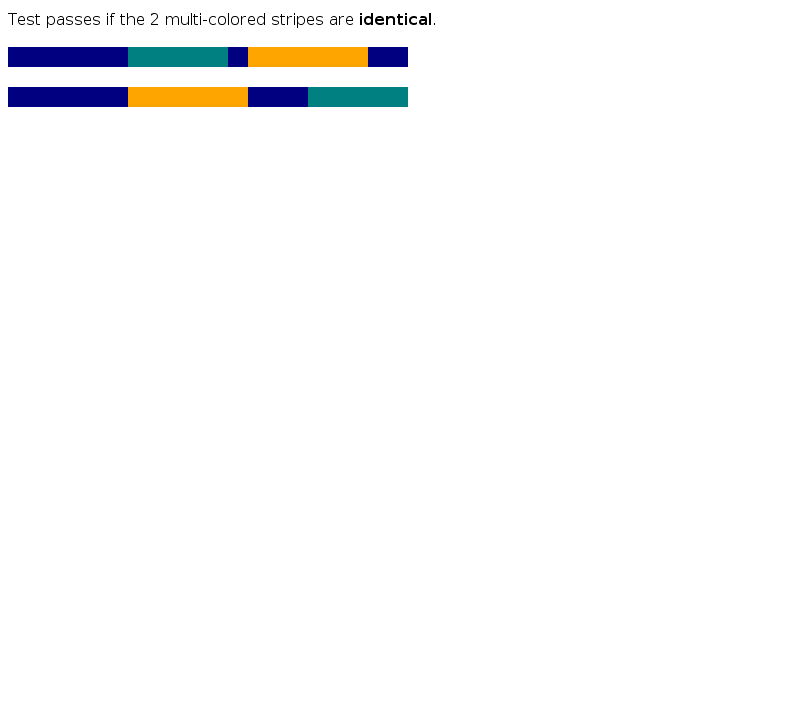 Test passes if the 2 multi-colored stripes are identical.